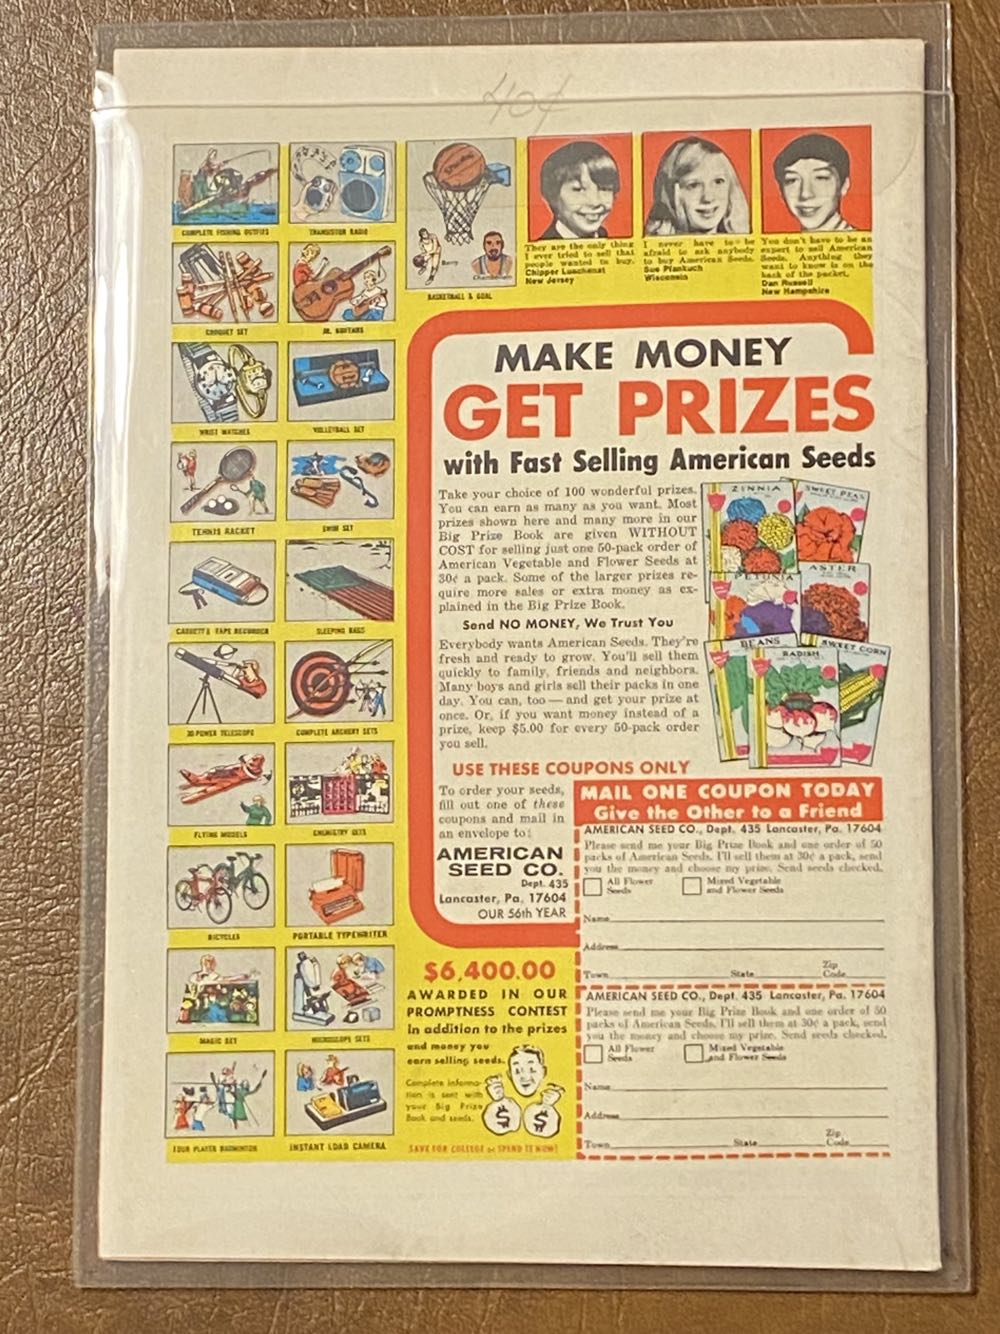 40¢
COMPLETE FISHING OUTFITS
TRANSISTOR RADIO
CROQUET SET
JR. GUITARS
WRIST WATCHES
VOLLEYBALL SET
TENNIS RACKET
SWIM SET
CASSETTE TAPE RECORDER
SLEEPING BAGS
30 POWER TELESCOPE
COMPLETE ARCHERY SETS
FLYING MODELS
CHEMISTRY SETS
BICYCLES
PORTABLE TYPEWRITER
MAGIC SET
MICROSCOPE SETS
FOUR PLAYER BADMINTON
INSTANT LOAD CAMERA
Spalding
Barry
BASKETBALL & GOAL
They are the only thing
I ever tried to sell that
people wanted to buy.
Chipper Luschenat
New Jersey
I never have to be
afraid to ask anybody
to buy American Seeds.
Sue Plankuch
Wisconsin
You don't have to be an
expert to sell American
Seeds. Anything they
want to know is on the
back of the packet.
Dan Russell
New Hampshire
MAKE MONEY
GET PRIZES
with Fast Selling American Seeds
Take your choice of 100 wonderful prizes.
You can earn as many as you want. Most
prizes shown here and many more in our
Big Prize Book are given WITHOUT
COST for selling just one 50-pack order of
American Vegetable and Flower Seeds at
30¢ a pack. Some of the larger prizes re-
quire more sales or extra money as ex-
plained in the Big Prize Book.
Send NO MONEY, We Trust You
Everybody wants American Seeds. They're
fresh and ready to grow. You'll sell them
quickly to family, friends and neighbors.
Many boys and girls sell their packs in one
day. You can, too — and get your prize at
once. Or, if you want money instead of a
prize, keep $5.00 for every 50-pack order
you sell.
ZINNIA
SWEET PEAS
PETUNIA
ASTER
BEANS
RADISH
SWEET CORN
USE THESE COUPONS ONLY
To order your seeds,
fill out one of these
coupons and mail in
an envelope to:
AMERICAN
SEED CO.
Dept. 435
Lancaster, Pa. 17604
OUR 56th YEAR
MAIL ONE COUPON TODAY
Give the Other to a Friend
AMERICAN SEED CO., Dept. 435 Lancaster, Pa. 17604
Please send me your Big Prize Book and one order of 50
packs of American Seeds. I'll sell them at 30¢ a pack, send
you the money and choose my prize. Send seeds checked.
All Flower Seeds
Mixed Vegetable and Flower Seeds
Name
Address
Town State Zip Code
AMERICAN SEED CO., Dept. 435 Lancaster, Pa. 17604
Please send me your Big Prize Book and one order of 50
packs of American Seeds. I'll sell them at 30¢ a pack, send
you the money and choose my prize. Send seeds checked.
All Flower Seeds
Mixed Vegetable and Flower Seeds
Name
Address
Town State Zip Code
$6,400.00
AWARDED IN OUR
PROMPTNESS CONTEST
In addition to the prizes
and money you
earn selling seeds.
Complete informa-
tion is sent with
your Big Prize
Book and seeds.
$ $
SAVE FOR COLLEGE or SPEND IT NOW!